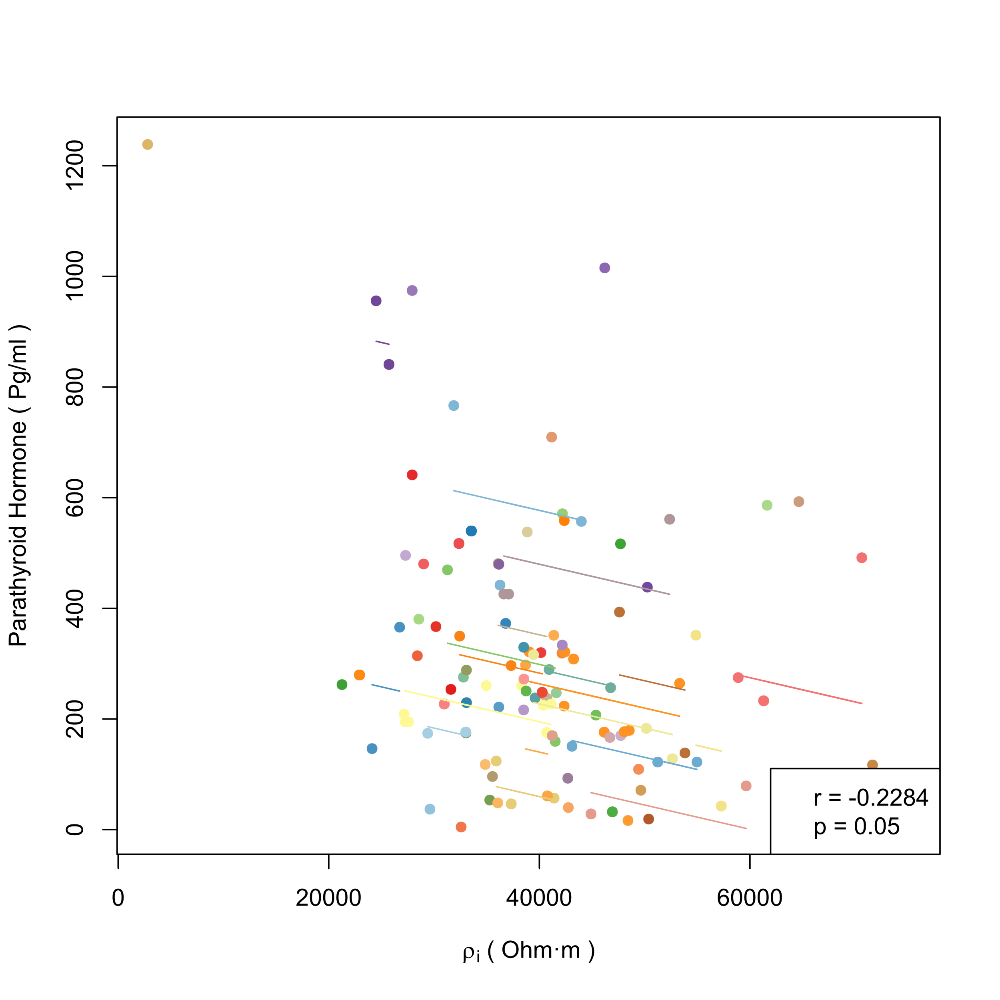 1200
1000
800
600
400
200
0
Parathyroid Hormone ( Pg/ml )
r = -0.2284
p = 0.05
0 20000 40000 60000
ρi ( Ohm·m )